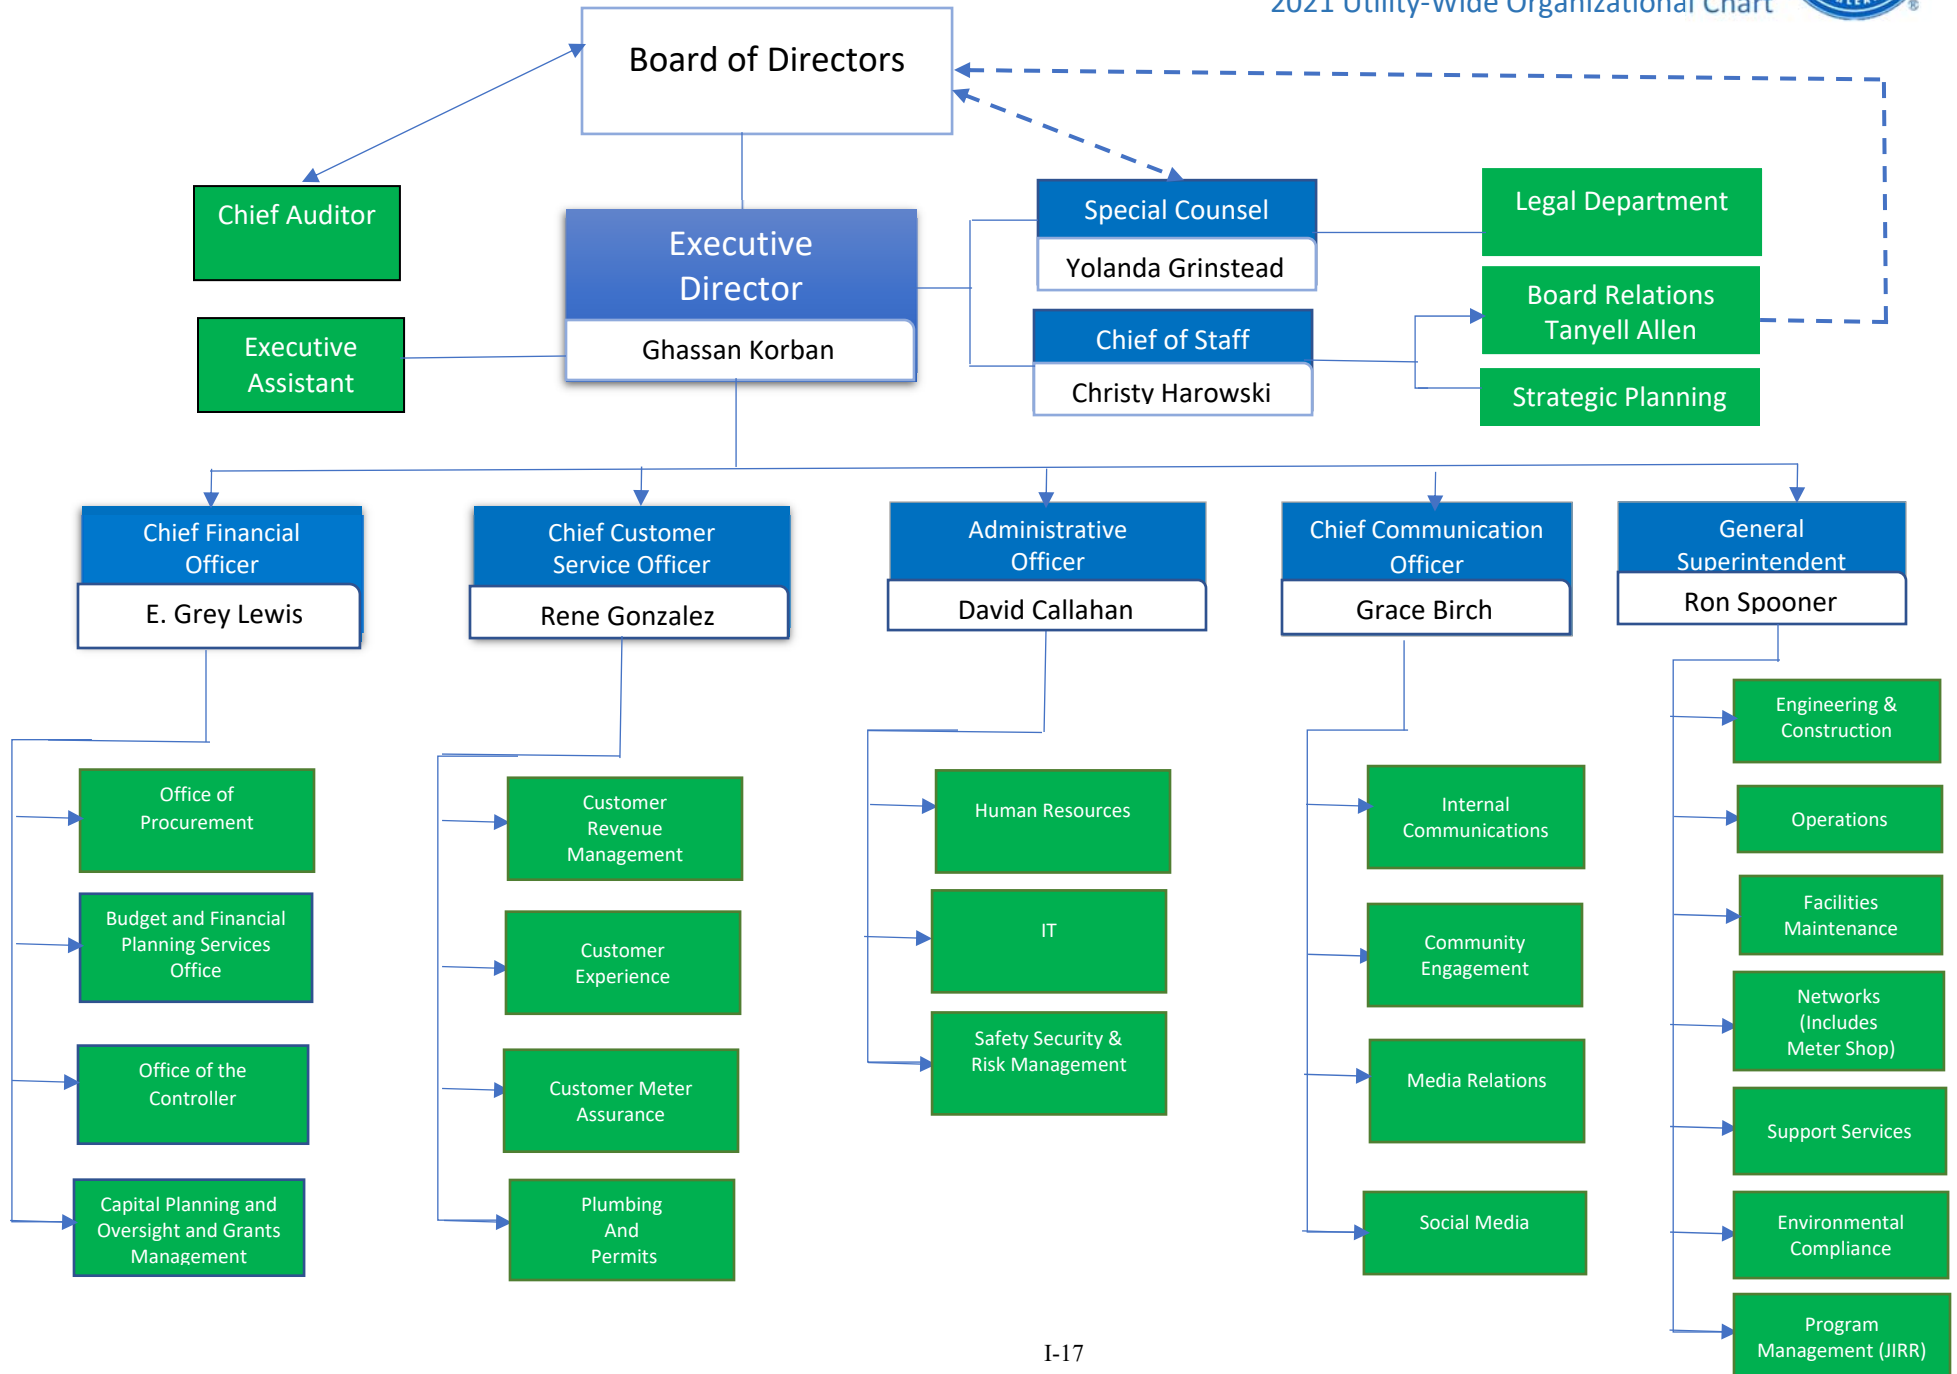 2021 Utility-Wide Organizational Chart
Board of Directors
Chief Auditor
Executive
Director
Ghassan Korban
Special Counsel
Yolanda Grinstead
Legal Department
Executive
Assistant
Chief of Staff
Christy Harowski
Board Relations
Tanyell Allen
Strategic Planning
Chief Financial
Officer
E. Grey Lewis
Chief Customer
Service Officer
Rene Gonzalez
Administrative
Officer
David Callahan
Chief Communication
Officer
Grace Birch
General
Superintendent
Ron Spooner
Office of
Procurement
Budget and Financial
Planning Services
Office
Office of the
Controller
Capital Planning and
Oversight and Grants
Management
Customer
Revenue
Management
Customer
Experience
Customer Meter
Assurance
Plumbing
And
Permits
Human Resources
IT
Safety Security &
Risk Management
Internal
Communications
Community
Engagement
Media Relations
Social Media
Engineering &
Construction
Operations
Facilities
Maintenance
Networks
(Includes
Meter Shop)
Support Services
Environmental
Compliance
Program
Management (JIRR)
I-17